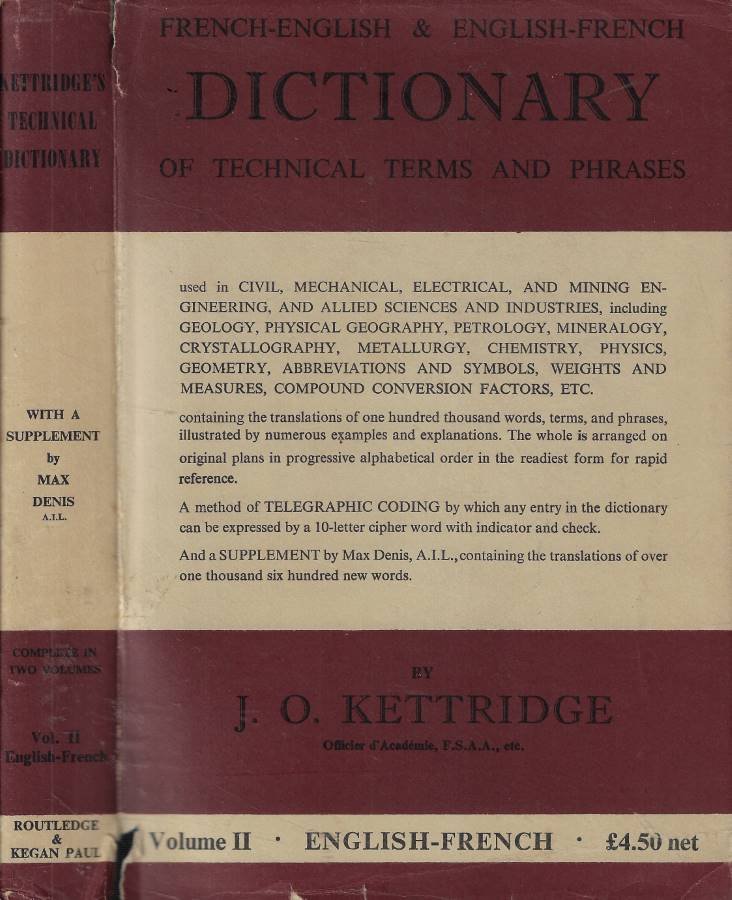 KETTRIDGE'S
TECHNICAL
DICTIONARY
WITH A
SUPPLEMENT
by
MAX
DENIS
A.I.L.
COMPLETE IN
TWO VOLUMES
Vol. II
English-French
ROUTLEDGE
&
KEGAN PAUL
FRENCH-ENGLISH & ENGLISH-FRENCH
DICTIONARY
OF TECHNICAL TERMS AND PHRASES
used in CIVIL, MECHANICAL, ELECTRICAL, AND MINING EN-
GINEERING, AND ALLIED SCIENCES AND INDUSTRIES, including
GEOLOGY, PHYSICAL GEOGRAPHY, PETROLOGY, MINERALOGY,
CRYSTALLOGRAPHY, METALLURGY, CHEMISTRY, PHYSICS,
GEOMETRY, ABBREVIATIONS AND SYMBOLS, WEIGHTS AND
MEASURES, COMPOUND CONVERSION FACTORS, ETC.
containing the translations of one hundred thousand words, terms, and phrases,
illustrated by numerous examples and explanations. The whole is arranged on
original plans in progressive alphabetical order in the readiest form for rapid
reference.
A method of TELEGRAPHIC CODING by which any entry in the dictionary
can be expressed by a 10-letter cipher word with indicator and check.
And a SUPPLEMENT by Max Denis, A.I.L., containing the translations of over
one thousand six hundred new words.
BY
J. O. KETTRIDGE
Officier d'Académie, F.S.A.A., etc.
Volume II · ENGLISH-FRENCH · £4.50 net